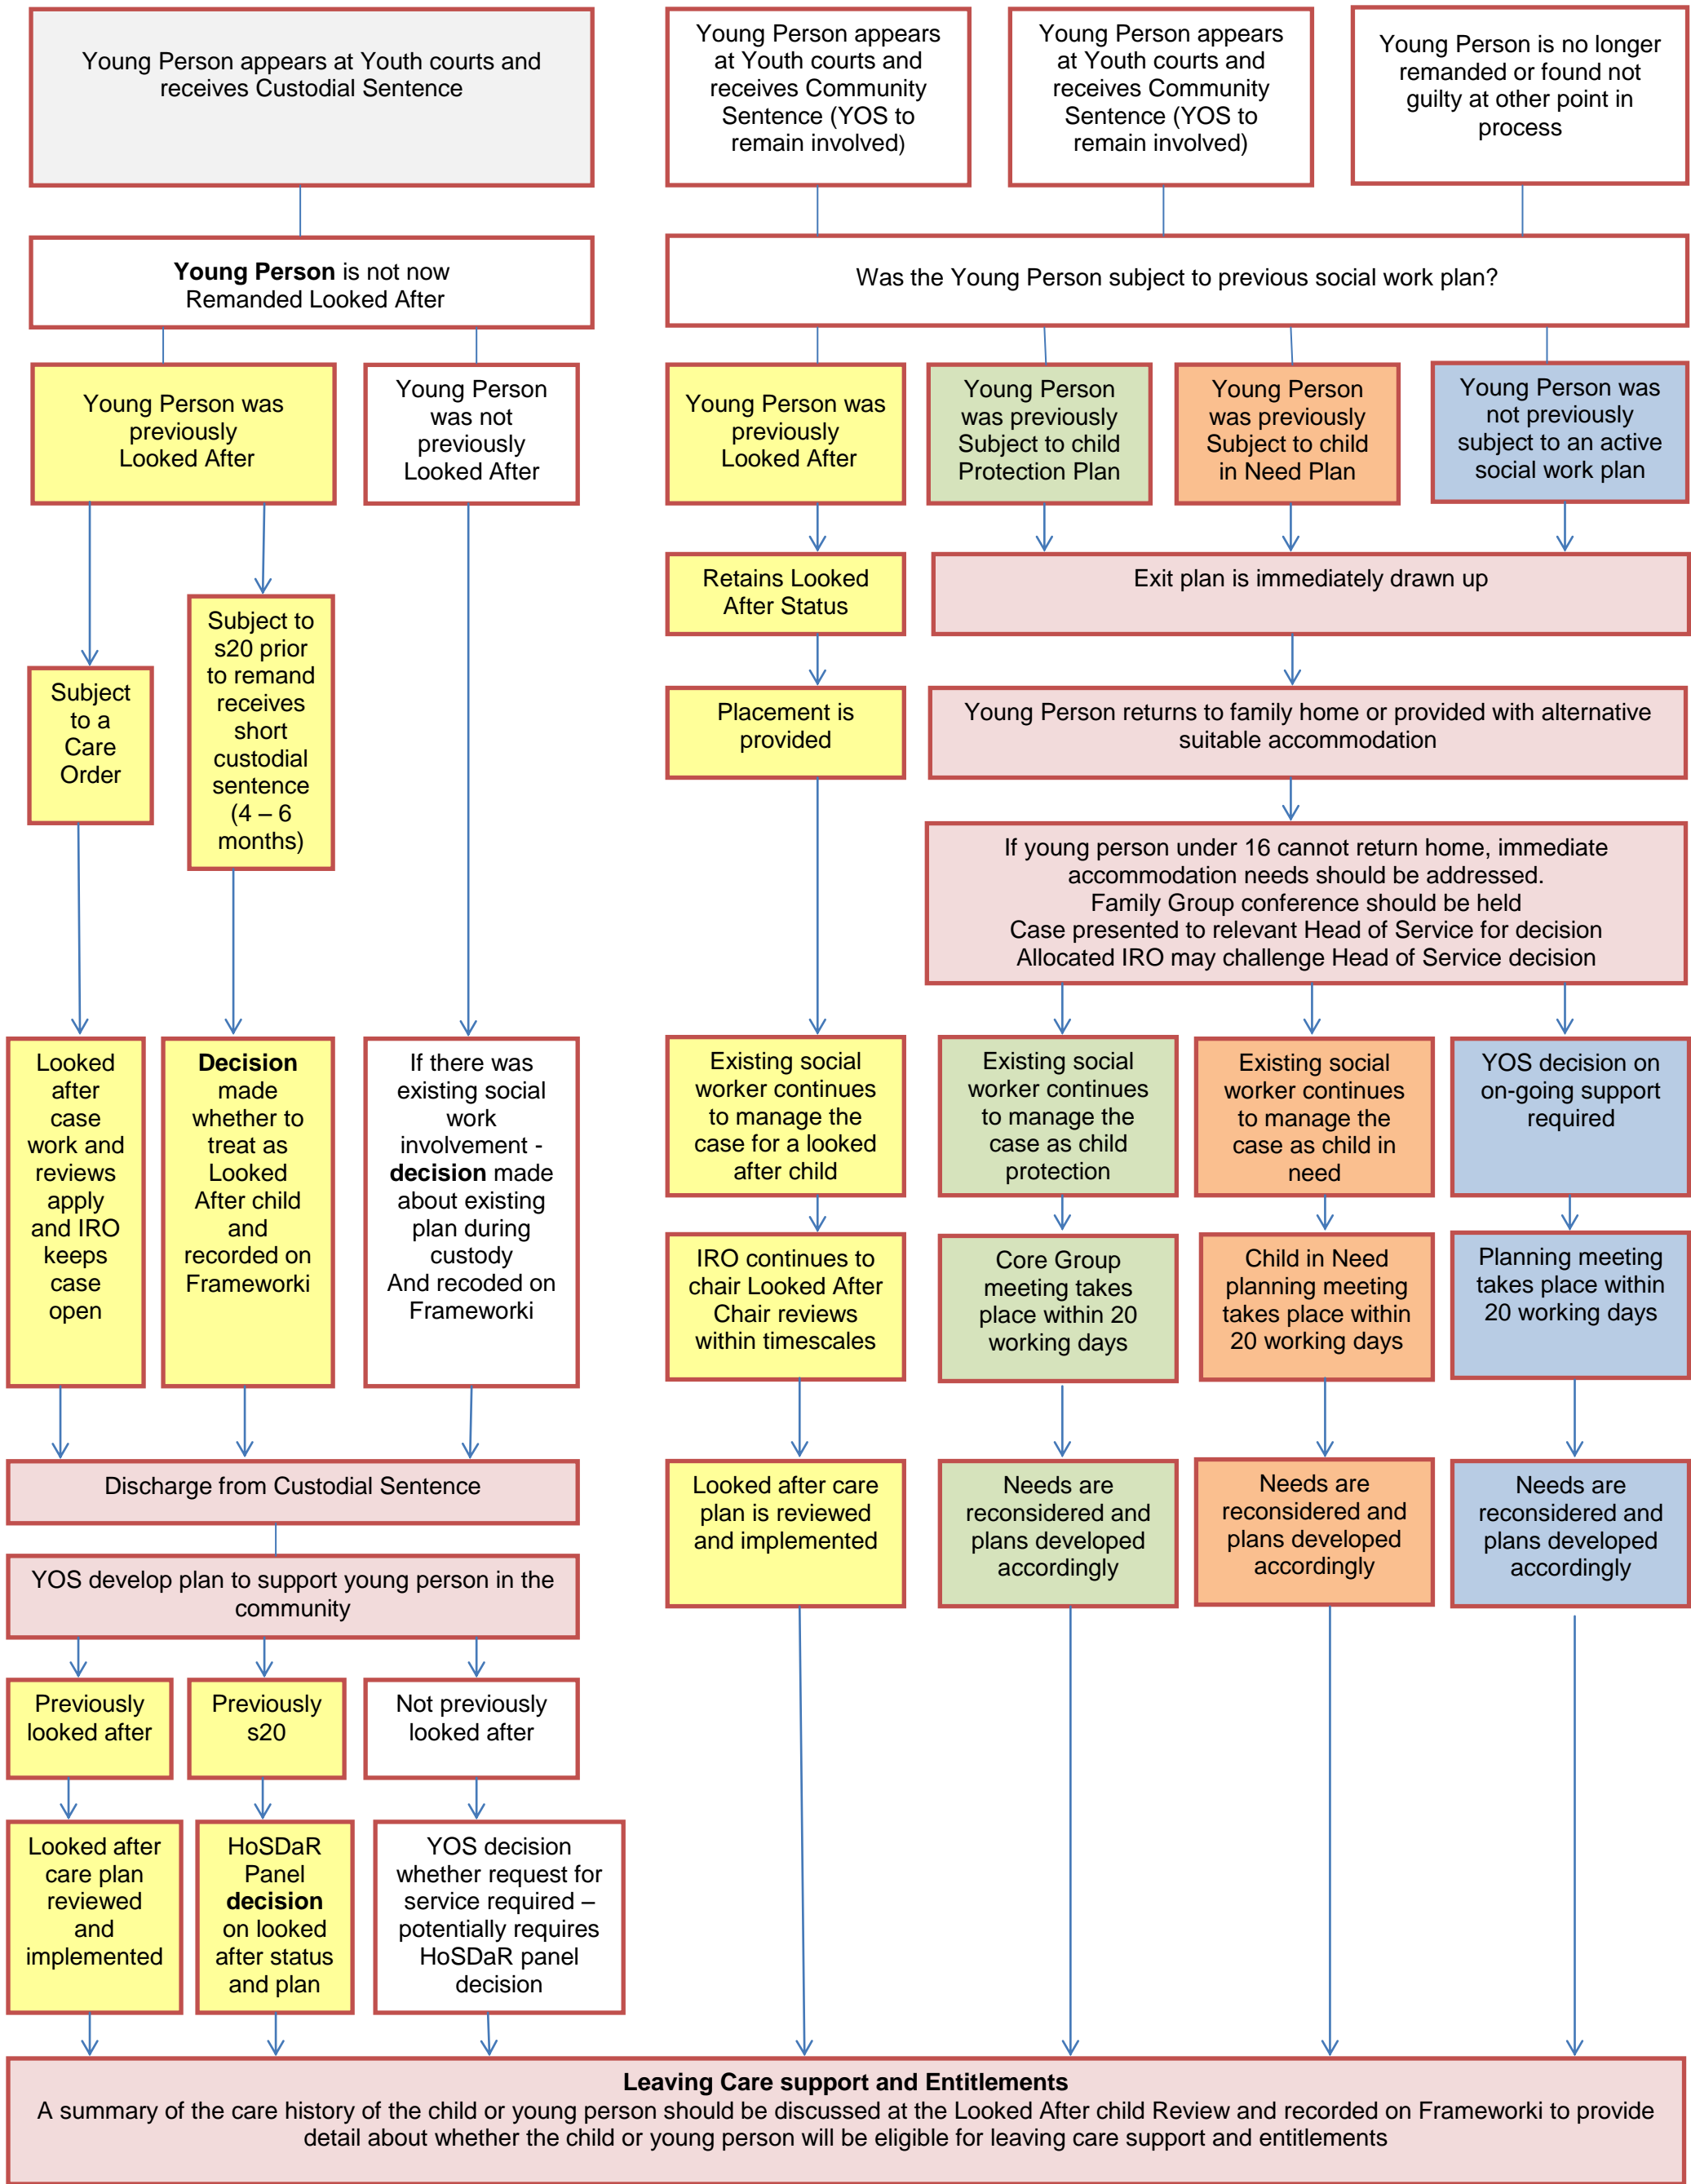 Young Person appears at Youth courts and
receives Custodial Sentence
Young Person appears
at Youth courts and
receives Community
Sentence (YOS to
remain involved)
Young Person appears
at Youth courts and
receives Community
Sentence (YOS to
remain involved)
Young Person is no longer
remanded or found not
guilty at other point in
process
Young Person is not now
Remanded Looked After
Was the Young Person subject to previous social work plan?
Young Person was
previously
Looked After
Young Person
was not
previously
Looked After
Young Person was
previously
Looked After
Young Person
was previously
Subject to child
Protection Plan
Young Person
was previously
Subject to child
in Need Plan
Young Person was
not previously
subject to an active
social work plan
Retains Looked
After Status
Exit plan is immediately drawn up
Subject to
s20 prior
to remand
receives
short
custodial
sentence
(4 – 6
months)
Subject
to a
Care
Order
Placement is
provided
Young Person returns to family home or provided with alternative
suitable accommodation
If young person under 16 cannot return home, immediate
accommodation needs should be addressed.
Family Group conference should be held
Case presented to relevant Head of Service for decision
Allocated IRO may challenge Head of Service decision
Looked
after
case
work and
reviews
apply
and IRO
keeps
case
open
Decision
made
whether to
treat as
Looked
After child
and
recorded on
Frameworki
If there was
existing social
work
involvement -
decision made
about existing
plan during
custody
And recoded on
Frameworki
Existing social
worker continues
to manage the
case for a looked
after child
Existing social
worker continues
to manage the
case as child
protection
Existing social
worker continues
to manage the
case as child in
need
YOS decision on
on-going support
required
IRO continues to
chair Looked After
Chair reviews
within timescales
Core Group
meeting takes
place within 20
working days
Child in Need
planning meeting
takes place within
20 working days
Planning meeting
takes place within
20 working days
Discharge from Custodial Sentence
Looked after care
plan is reviewed
and implemented
Needs are
reconsidered and
plans developed
accordingly
Needs are
reconsidered and
plans developed
accordingly
Needs are
reconsidered and
plans developed
accordingly
YOS develop plan to support young person in the
community
Previously
looked after
Previously
s20
Not previously
looked after
Looked after
care plan
reviewed
and
implemented
HoSDaR
Panel
decision
on looked
after status
and plan
YOS decision
whether request for
service required –
potentially requires
HoSDaR panel
decision
Leaving Care support and Entitlements
A summary of the care history of the child or young person should be discussed at the Looked After child Review and recorded on Frameworki to provide
detail about whether the child or young person will be eligible for leaving care support and entitlements